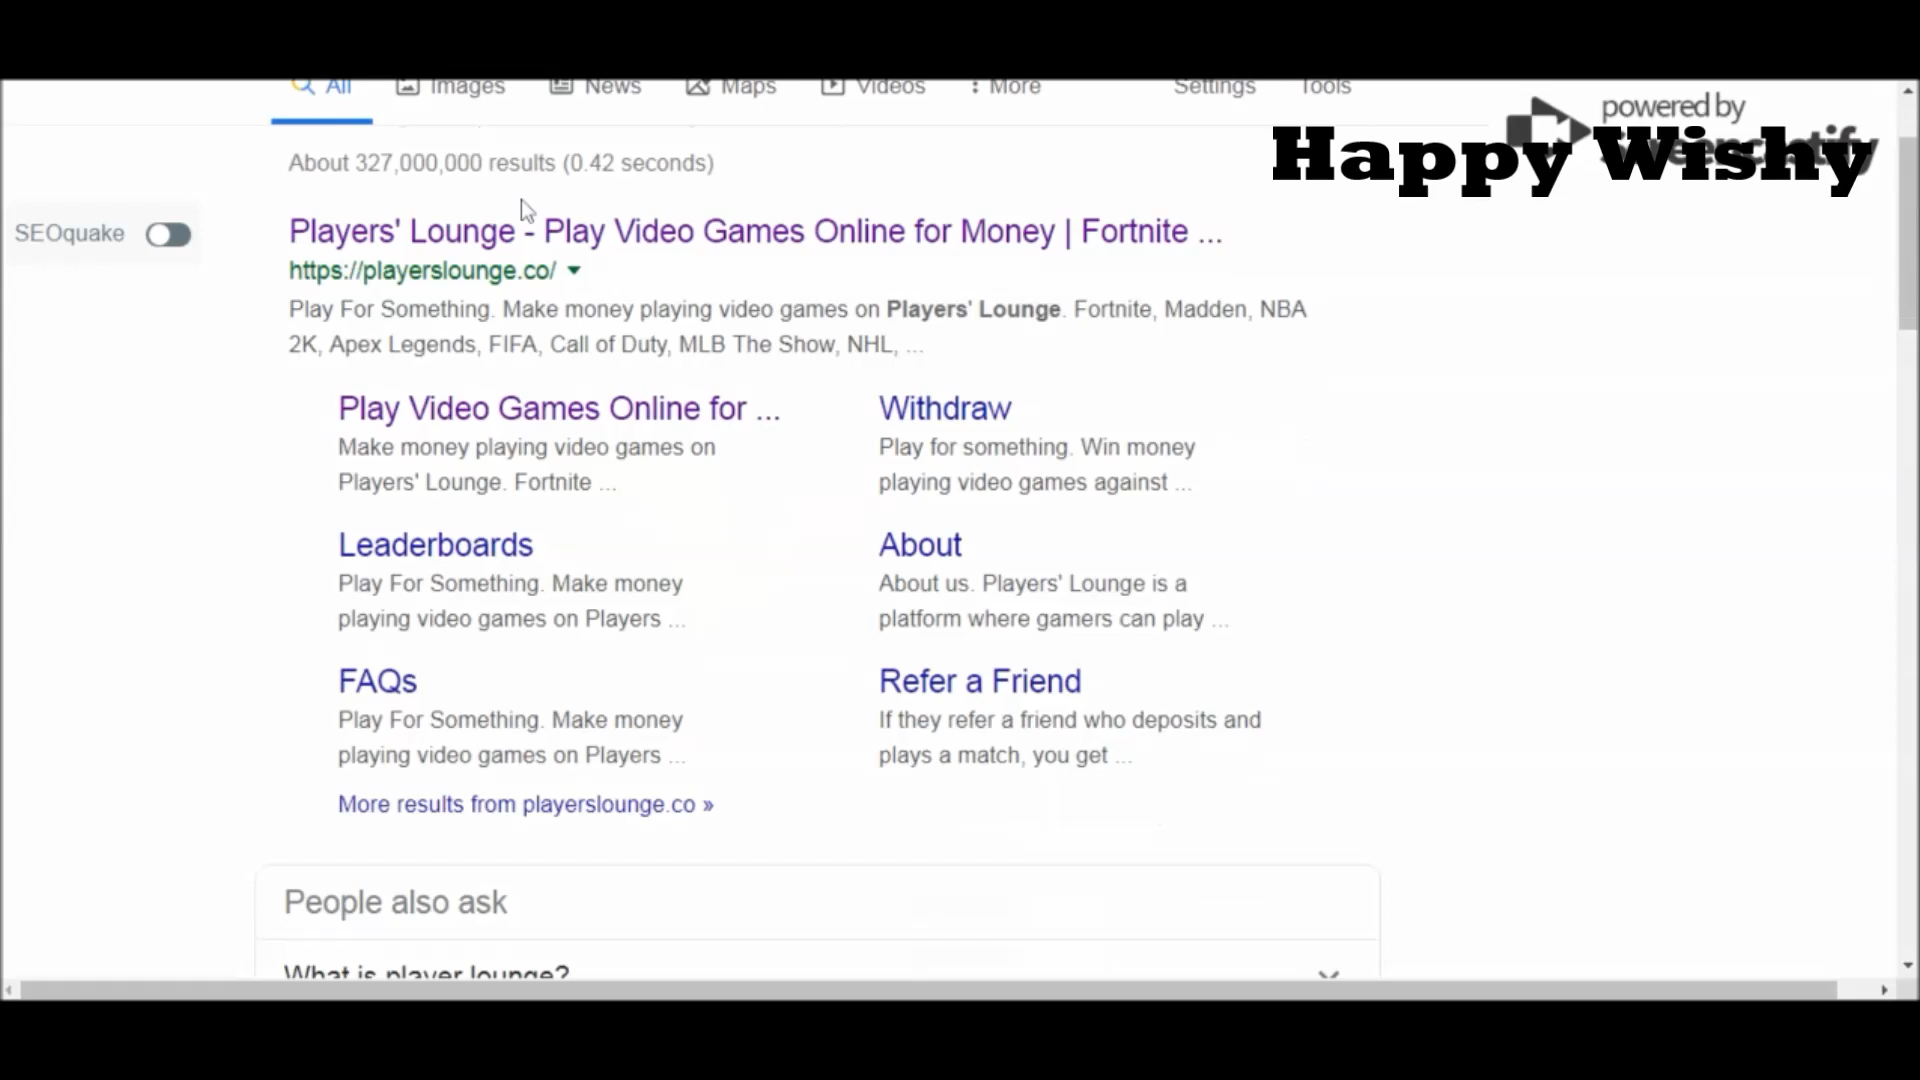 All Images News Maps Videos More Settings Tools
powered by
Happy Wishy
About 327,000,000 results (0.42 seconds)
SEOquake
Players' Lounge - Play Video Games Online for Money | Fortnite ...
https://playerslounge.co/
Play For Something. Make money playing video games on Players' Lounge. Fortnite, Madden, NBA
2K, Apex Legends, FIFA, Call of Duty, MLB The Show, NHL, ...
Play Video Games Online for ...
Make money playing video games on
Players' Lounge. Fortnite ...
Withdraw
Play for something. Win money
playing video games against ...
Leaderboards
Play For Something. Make money
playing video games on Players ...
About
About us. Players' Lounge is a
platform where gamers can play ...
FAQs
Play For Something. Make money
playing video games on Players ...
Refer a Friend
If they refer a friend who deposits and
plays a match, you get ...
More results from playerslounge.co »
People also ask
What is player lounge?